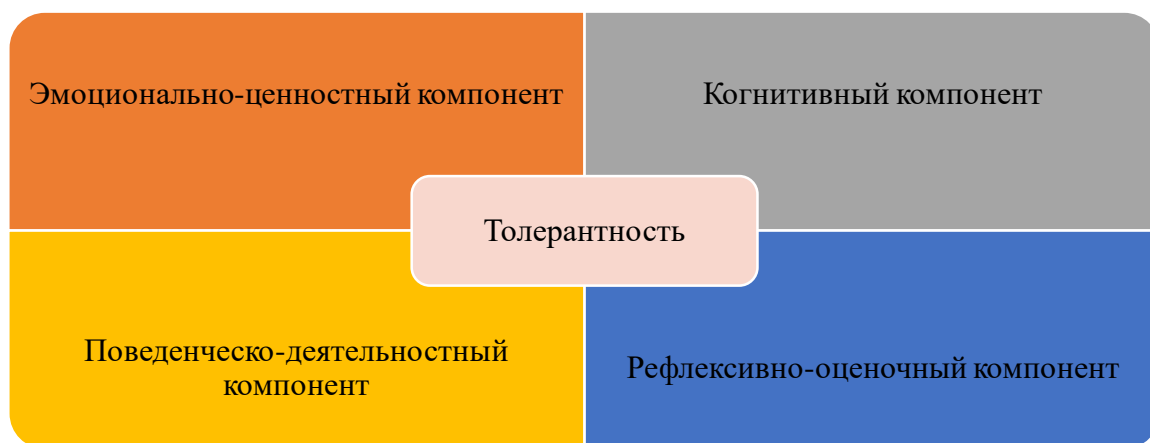 Эмоционально-ценностный компонент
Когнитивный компонент
Толерантность
Поведенческо-деятельностный
компонент
Рефлексивно-оценочный компонент